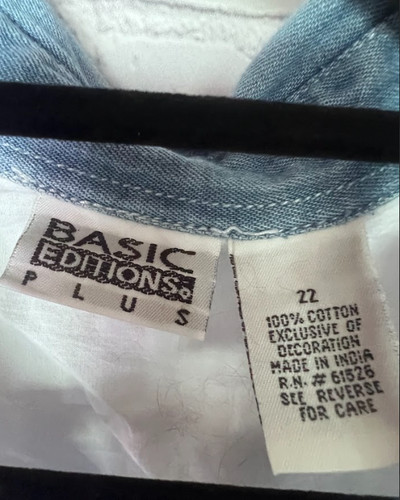 BASIC
EDITIONS®
PLUS
22
100% COTTON
EXCLUSIVE OF
DECORATION
MADE IN INDIA
R.N. # 61526
SEE REVERSE
FOR CARE